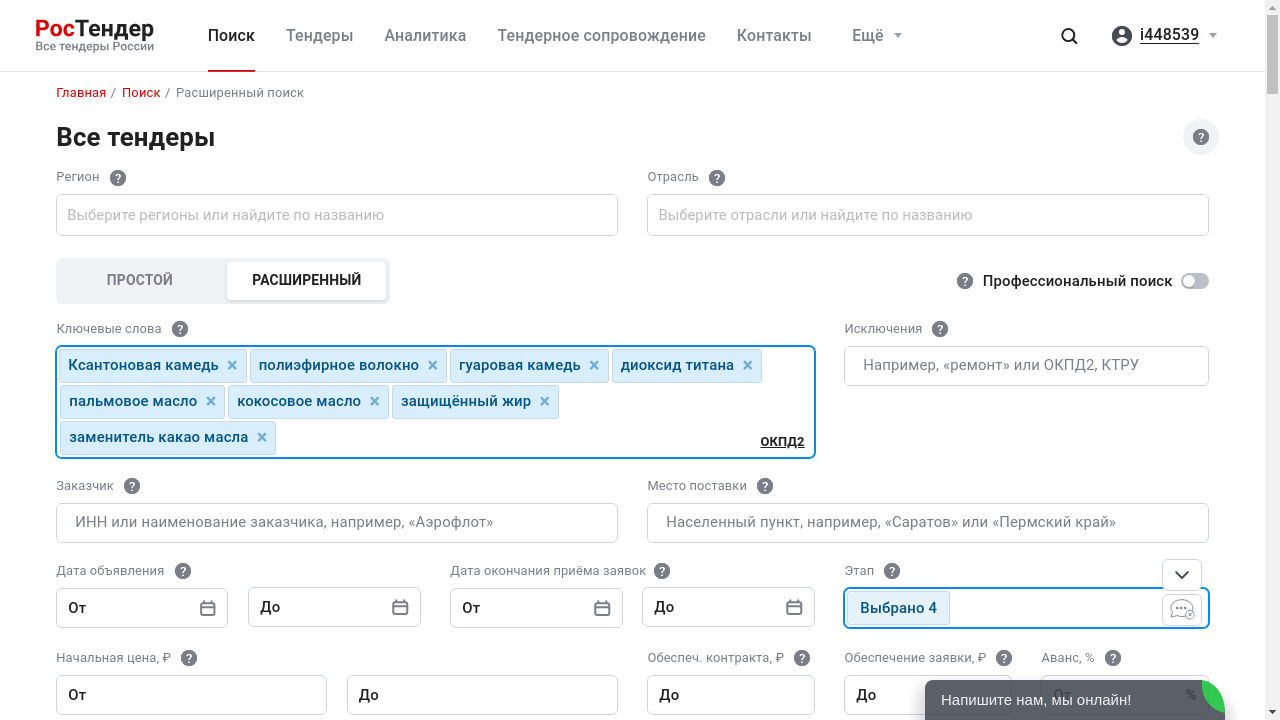 РосТендер
Все тендеры России
Поиск
Тендеры
Аналитика
Тендерное сопровождение
Контакты
Ещё
i448539
Главная / Поиск / Расширенный поиск
Все тендеры
?
Регион ?
Отрасль ?
Выберите регионы или найдите по названию
Выберите отрасли или найдите по названию
ПРОСТОЙ
РАСШИРЕННЫЙ
? Профессиональный поиск
Ключевые слова ?
Исключения ?
Ксантоновая камедь × полиэфирное волокно × гуаровая камедь × диоксид титана ×
Например, «ремонт» или ОКПД2, КТРУ
пальмовое масло × кокосовое масло × защищённый жир ×
заменитель какао масла ×
ОКПД2
Заказчик ?
Место поставки ?
ИНН или наименование заказчика, например, «Аэрофлот»
Населенный пункт, например, «Саратов» или «Пермский край»
Дата объявления ?
Дата окончания приёма заявок ?
Этап ?
От
До
От
До
Выбрано 4
Начальная цена, ₽ ?
Обеспеч. контракта, ₽ ?
Обеспечение заявки, ₽ ?
Аванс, % ?
От
До
До
До
От
%
Напишите нам, мы онлайн!